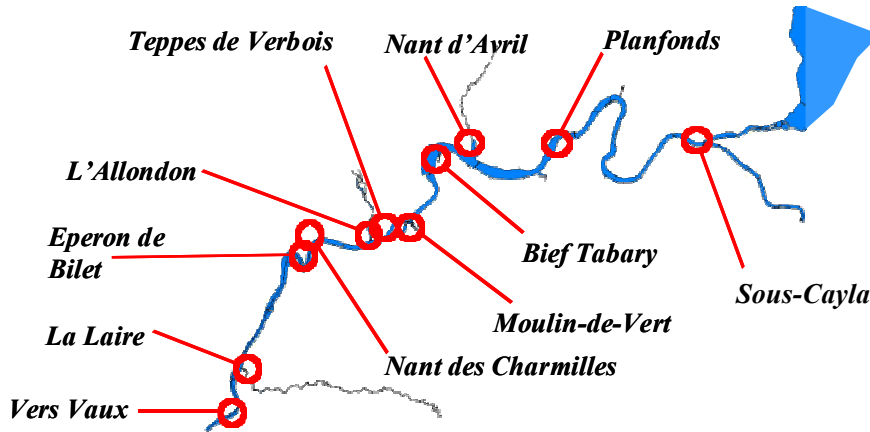 Teppes de Verbois
Nant d'Avril
Planfonds
L'Allondon
Eperon de
Bilet
Bief Tabary
Sous-Cayla
Moulin-de-Vert
La Laire
Nant des Charmilles
Vers Vaux